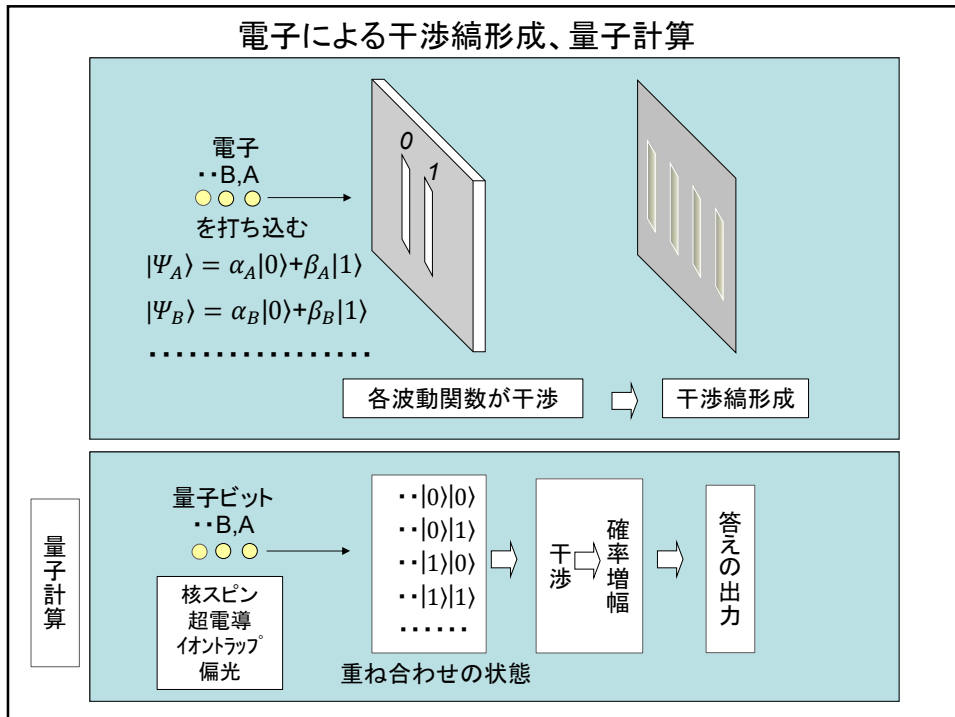 電子による干渉縞形成、量子計算
電子
・・B,A
を打ち込む
|Ψ_A⟩ = α_A|0⟩+β_A|1⟩
|Ψ_B⟩ = α_B|0⟩+β_B|1⟩
・・・・・・・・・・・・・・・・・
0
1
各波動関数が干渉
干渉縞形成
量子計算
量子ビット
・・B,A
核スピン
超電導
イオントラップ
偏光
・・|0⟩|0⟩
・・|0⟩|1⟩
・・|1⟩|0⟩
・・|1⟩|1⟩
・・・・・・
重ね合わせの状態
干渉
確率増幅
答えの出力